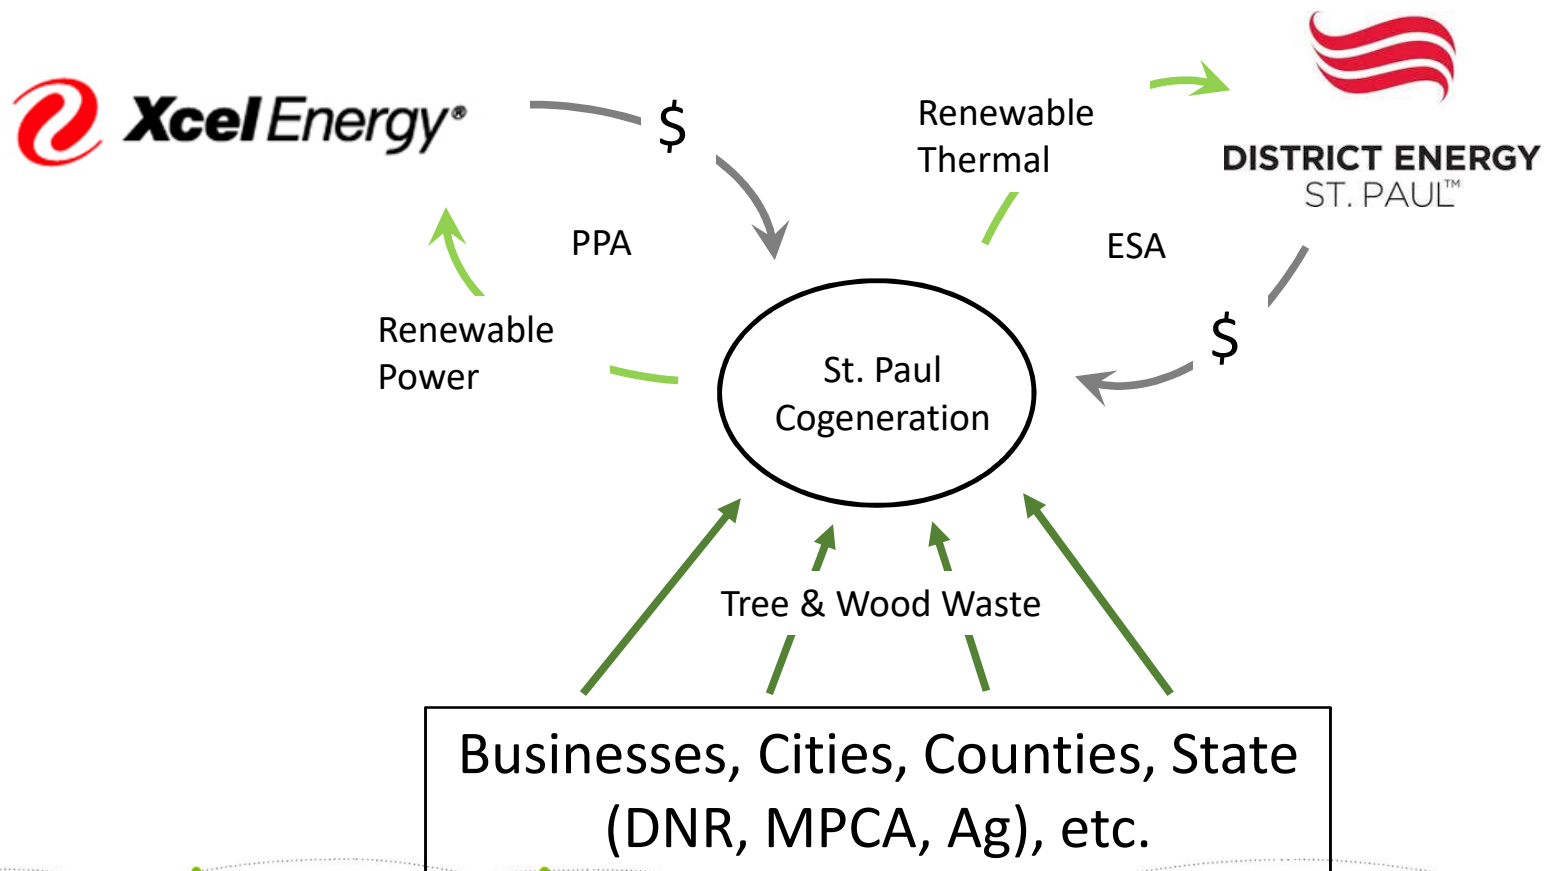 Xcel Energy®
$
Renewable
Thermal
DISTRICT ENERGY
ST. PAUL™
PPA
ESA
Renewable
Power
$
St. Paul
Cogeneration
Tree & Wood Waste
Businesses, Cities, Counties, State
(DNR, MPCA, Ag), etc.